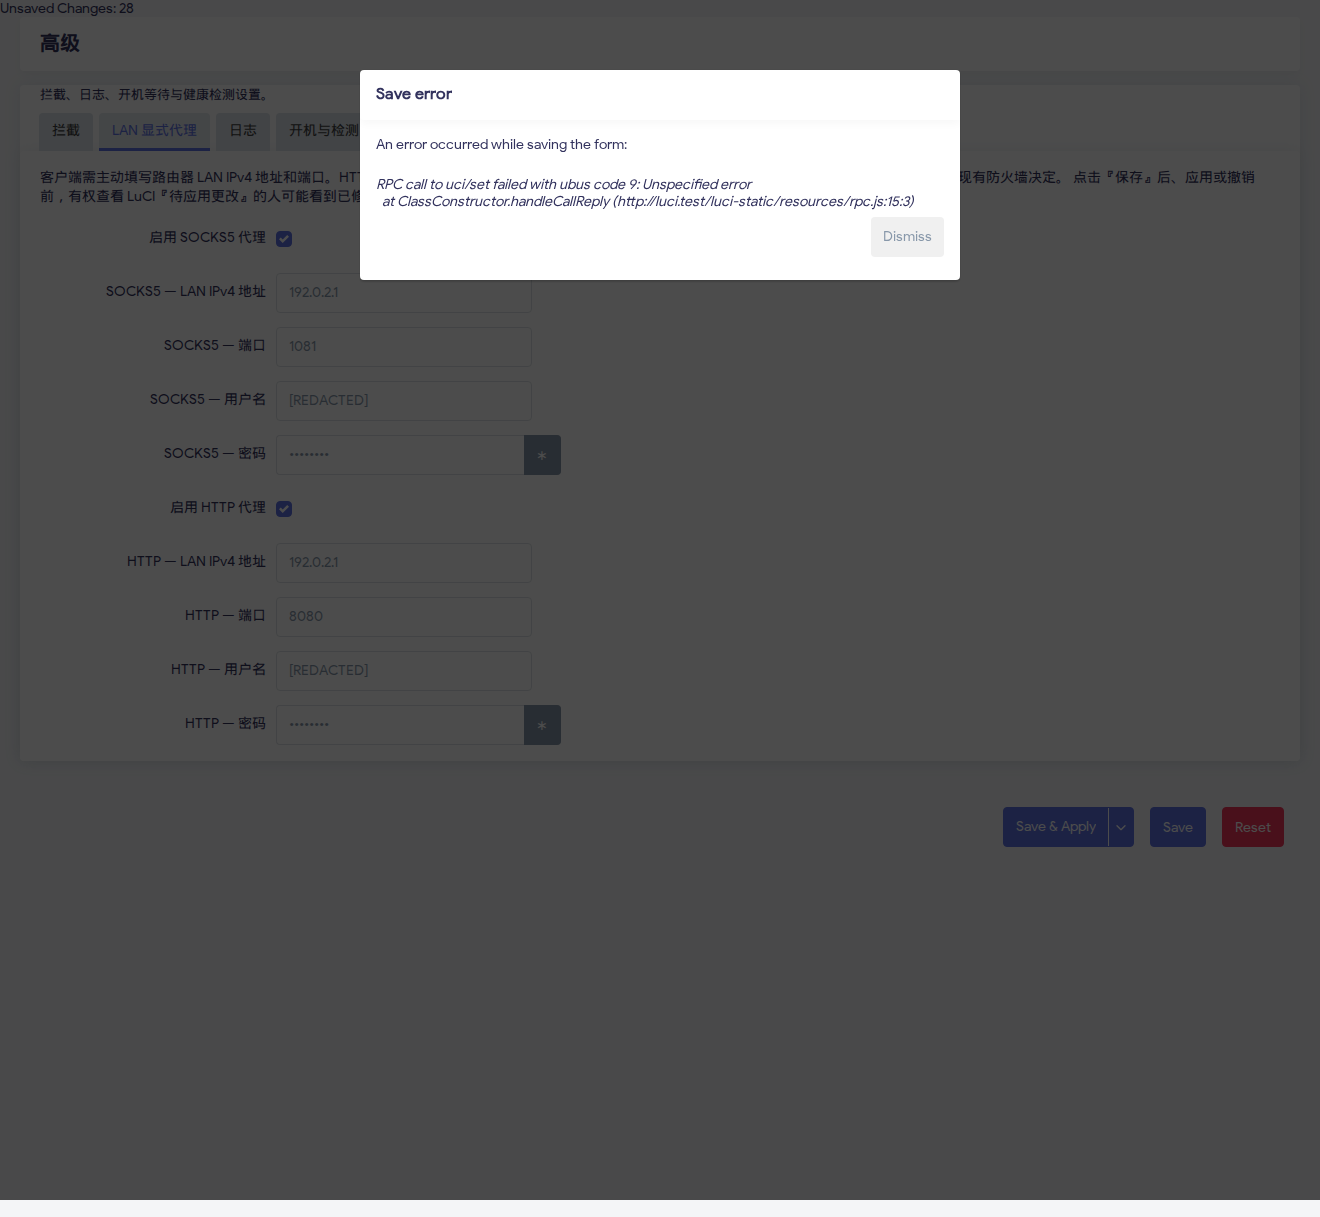 Unsaved Changes: 28
高级
拦截、日志、开机等待与健康检测设置。
拦截
LAN 显式代理
日志
开机与检测
客户端需主动填写路由器 LAN IPv4 地址和端口。HTT
现有防火墙决定。 点击『保存』后、应用或撤销
前，有权查看 LuCI『待应用更改』的人可能看到已修
Save error
An error occurred while saving the form:
RPC call to uci/set failed with ubus code 9: Unspecified error
at ClassConstructor.handleCallReply (http://luci.test/luci-static/resources/rpc.js:15:3)
Dismiss
启用 SOCKS5 代理
SOCKS5 — LAN IPv4 地址
192.0.2.1
SOCKS5 — 端口
1081
SOCKS5 — 用户名
[REDACTED]
SOCKS5 — 密码
••••••••
*
启用 HTTP 代理
HTTP — LAN IPv4 地址
192.0.2.1
HTTP — 端口
8080
HTTP — 用户名
[REDACTED]
HTTP — 密码
••••••••
*
Save & Apply
Save
Reset